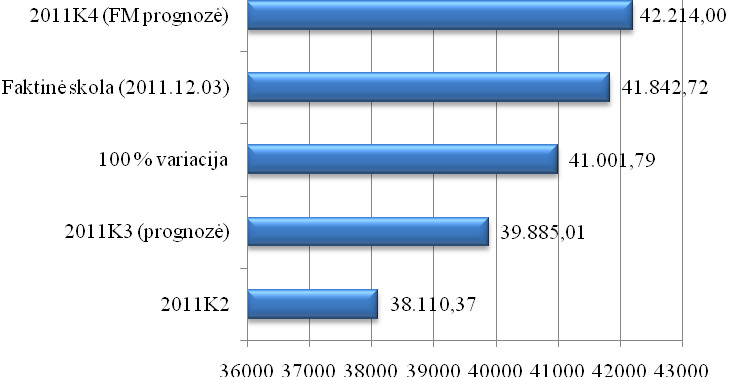 2011K4 (FM prognozė) 42.214,00
Faktinė skola (2011.12.03) 41.842,72
100 % variacija 41.001,79
2011K3 (prognozė) 39.885,01
2011K2 38.110,37
36000 37000 38000 39000 40000 41000 42000 43000